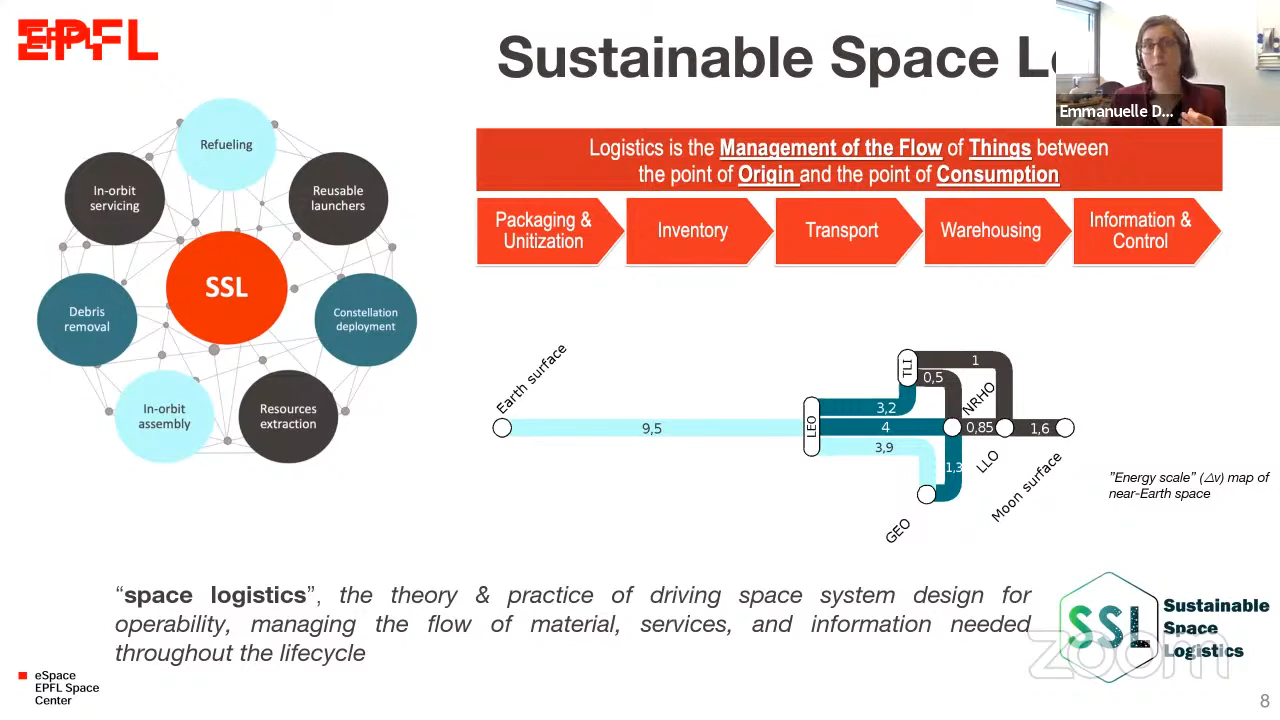 EPFL
Sustainable Space
Emmanuelle D...
Refueling
In-orbit
servicing
Reusable
launchers
SSL
Debris
removal
Constellation
deployment
In-orbit
assembly
Resources
extraction
Logistics is the Management of the Flow of Things between
the point of Origin and the point of Consumption
Packaging &
Unitization
Inventory
Transport
Warehousing
Information &
Control
Earth surface
9,5
LEO
3,2
4
3,9
TLI
1
0,5
NRHO
0,85
1,6
1,3
LLO
GEO
Moon surface
"Energy scale" (Δv) map of
near-Earth space
“space logistics”, the theory & practice of driving space system design for
operability, managing the flow of material, services, and information needed
throughout the lifecycle
SSL
Sustainable
Space
Logistics
zoom
eSpace
EPFL Space
Center
8